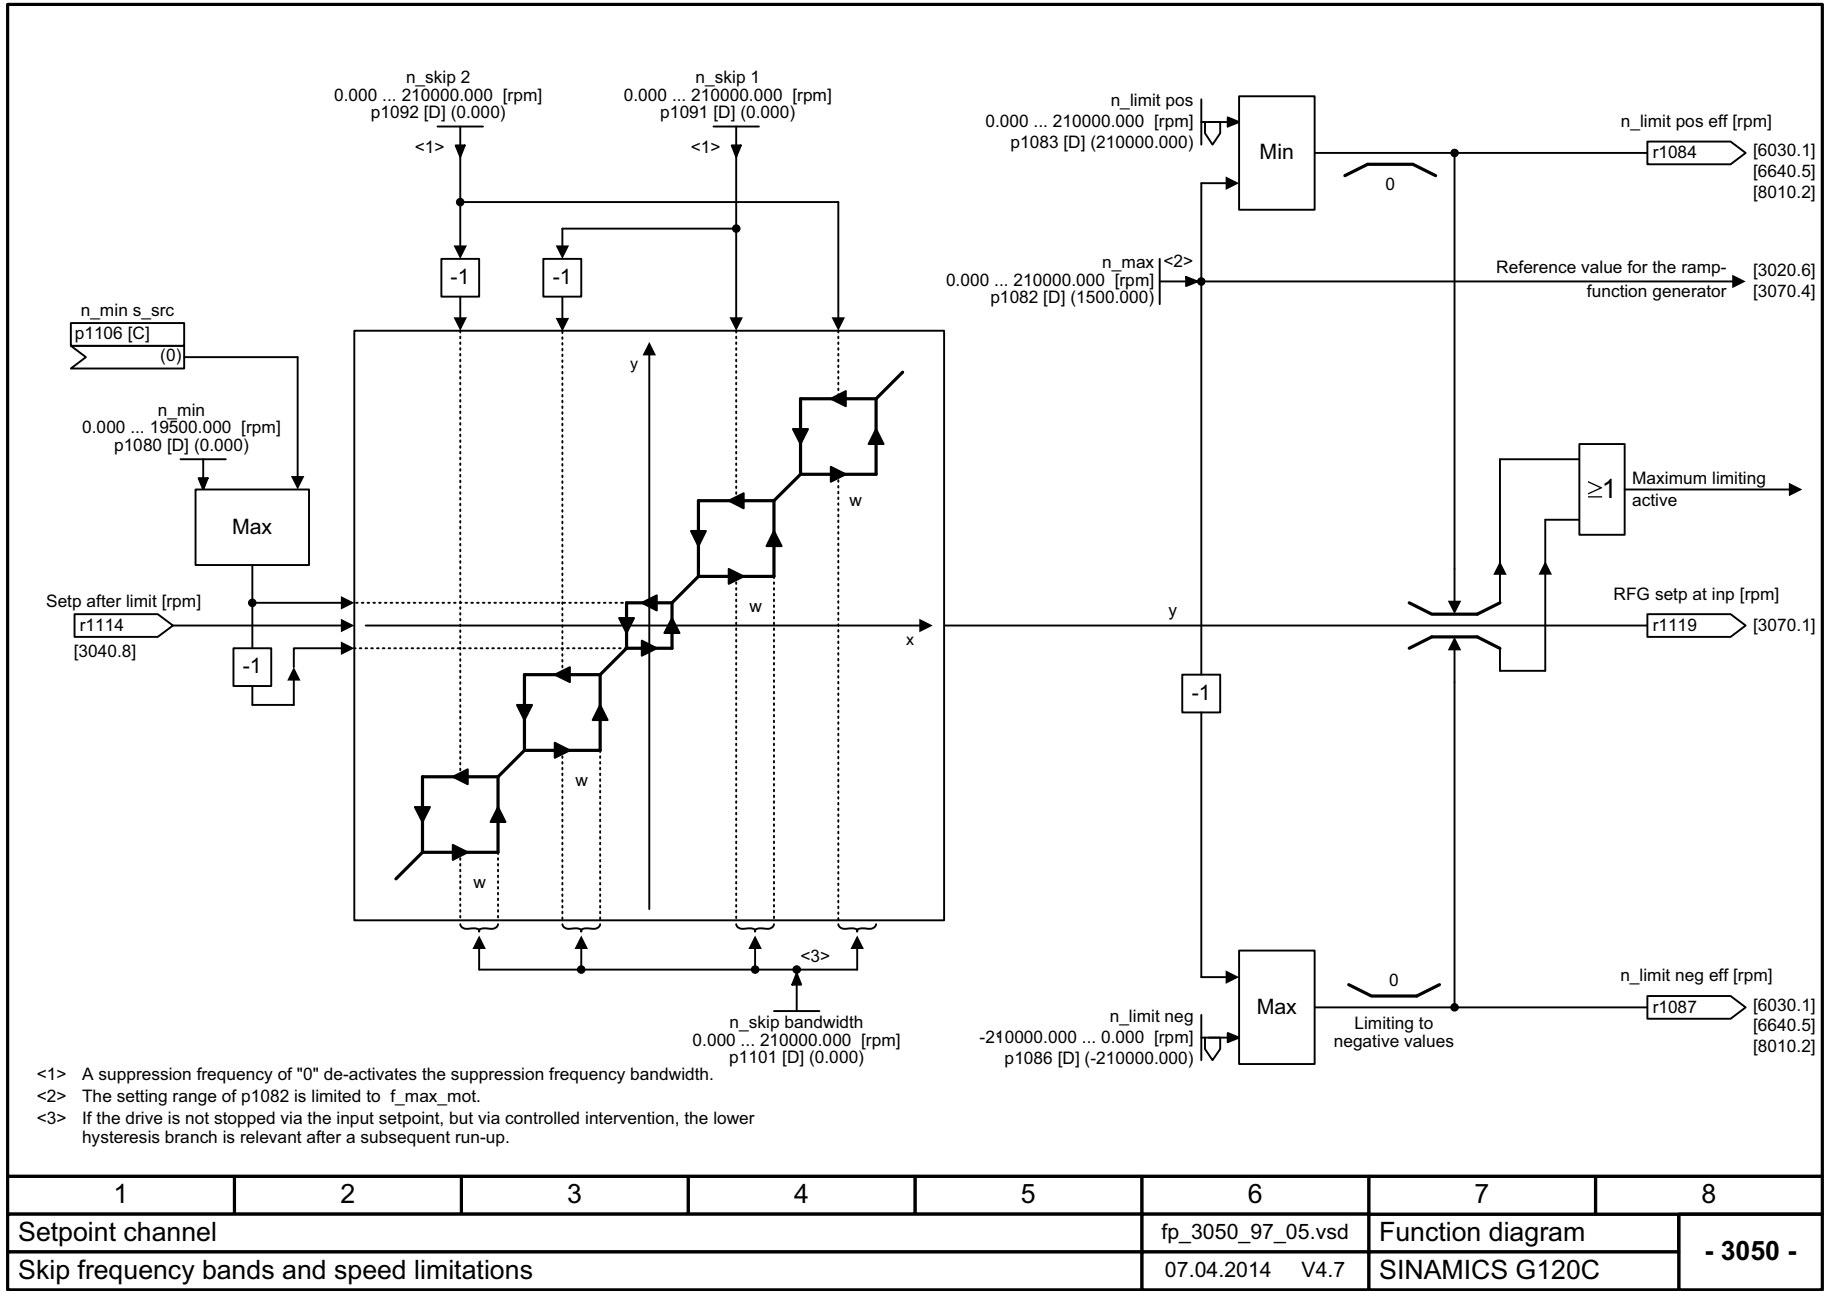 n_skip 2
0.000 ... 210000.000 [rpm]
p1092 [D] (0.000)
<1>
n_skip 1
0.000 ... 210000.000 [rpm]
p1091 [D] (0.000)
<1>
-1
-1
n_min s_src
p1106 [C]
(0)
n_min
0.000 ... 19500.000 [rpm]
p1080 [D] (0.000)
Max
Setp after limit [rpm]
r1114
[3040.8]
-1
y
x
w
w
w
w
<3>
n_skip bandwidth
0.000 ... 210000.000 [rpm]
p1101 [D] (0.000)
n_limit pos
0.000 ... 210000.000 [rpm]
p1083 [D] (210000.000)
Min
0
n_limit pos eff [rpm]
r1084
[6030.1]
[6640.5]
[8010.2]
n_max
<2>
0.000 ... 210000.000 [rpm]
p1082 [D] (1500.000)
Reference value for the ramp-
function generator
[3020.6]
[3070.4]
≥1
Maximum limiting
active
y
RFG setp at inp [rpm]
r1119
[3070.1]
-1
n_limit neg
-210000.000 ... 0.000 [rpm]
p1086 [D] (-210000.000)
Max
0
Limiting to
negative values
n_limit neg eff [rpm]
r1087
[6030.1]
[6640.5]
[8010.2]
<1> A suppression frequency of "0" de-activates the suppression frequency bandwidth.
<2> The setting range of p1082 is limited to f_max_mot.
<3> If the drive is not stopped via the input setpoint, but via controlled intervention, the lower
hysteresis branch is relevant after a subsequent run-up.
1 2 3 4 5 6 7 8
Setpoint channel
fp_3050_97_05.vsd
Function diagram
- 3050 -
Skip frequency bands and speed limitations
07.04.2014 V4.7
SINAMICS G120C